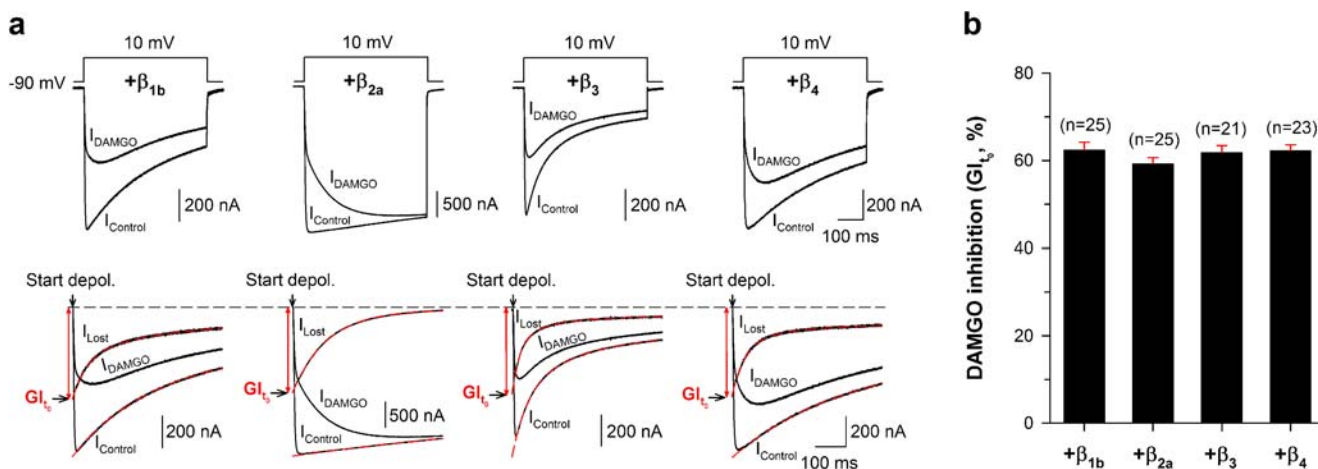 a
10 mV
10 mV
10 mV
10 mV
-90 mV
+β1b
+β2a
+β3
+β4
IDAMGO
IControl
200 nA
IDAMGO
IControl
500 nA
IDAMGO
IControl
200 nA
IDAMGO
IControl
200 nA
100 ms
Start depol.
Start depol.
Start depol.
Start depol.
ILost
IDAMGO
GIt0
IControl
200 nA
ILost
GIt0
IDAMGO
500 nA
IControl
ILost
IDAMGO
GIt0
IControl
200 nA
ILost
GIt0
IDAMGO
IControl
200 nA
100 ms
b
DAMGO inhibition (GIt0, %)
80
60
40
20
0
(n=25)
(n=25)
(n=21)
(n=23)
+β1b
+β2a
+β3
+β4